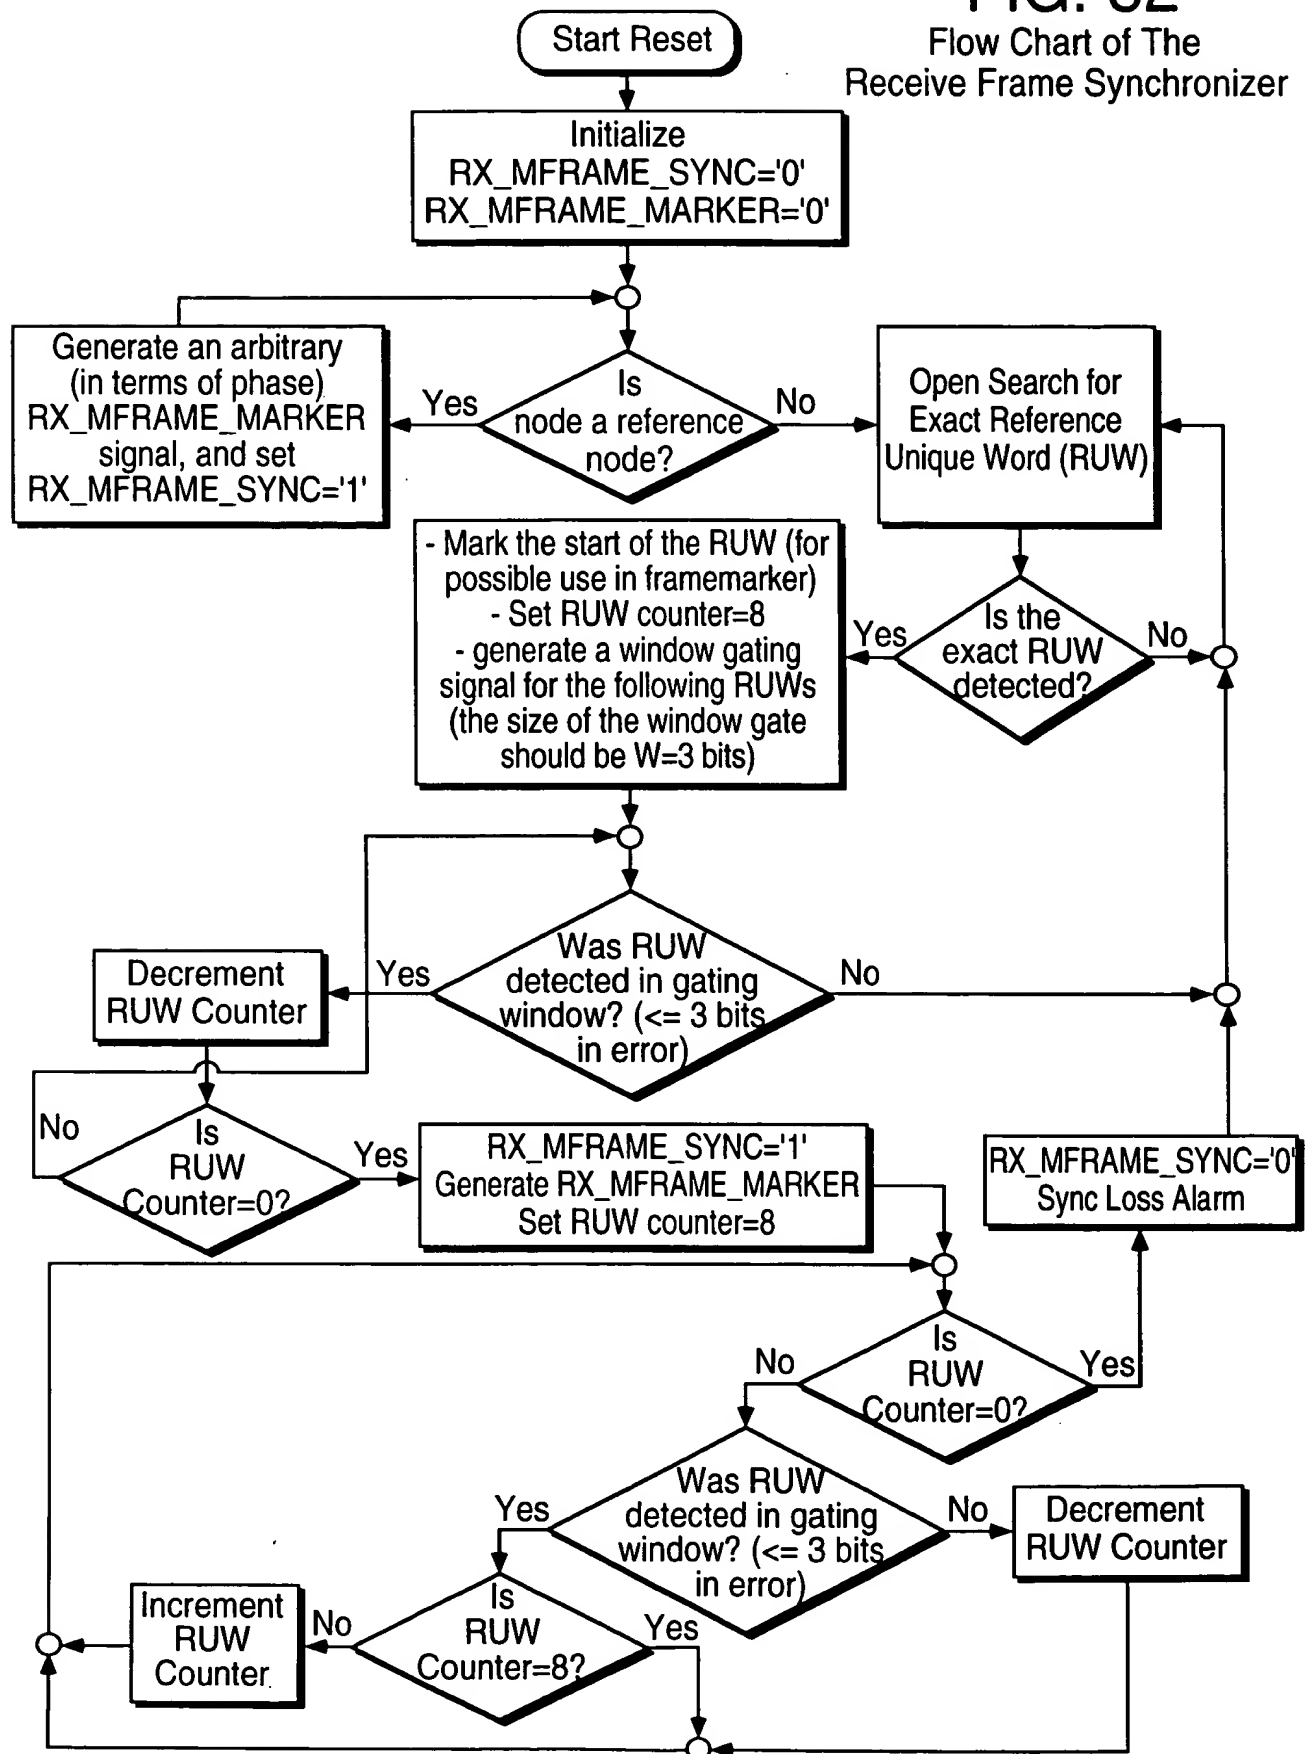 FIG. 32
Flow Chart of The
Receive Frame Synchronizer
Start Reset
Initialize
RX_MFRAME_SYNC='0'
RX_MFRAME_MARKER='0'
Generate an arbitrary
(in terms of phase)
RX_MFRAME_MARKER
signal, and set
RX_MFRAME_SYNC='1'
Yes
Is
node a reference
node?
No
Open Search for
Exact Reference
Unique Word (RUW)
- Mark the start of the RUW (for
possible use in framemarker)
- Set RUW counter=8
- generate a window gating
signal for the following RUWs
(the size of the window gate
should be W=3 bits)
Yes
Is the
exact RUW
detected?
No
Decrement
RUW Counter
Yes
Was RUW
detected in gating
window? (<= 3 bits
in error)
No
No
Is
RUW
Counter=0?
Yes
RX_MFRAME_SYNC='1'
Generate RX_MFRAME_MARKER
Set RUW counter=8
RX_MFRAME_SYNC='0'
Sync Loss Alarm
No
Is
RUW
Counter=0?
Yes
Yes
Was RUW
detected in gating
window? (<= 3 bits
in error)
No
Decrement
RUW Counter
Increment
RUW
Counter
No
Is
RUW
Counter=8?
Yes